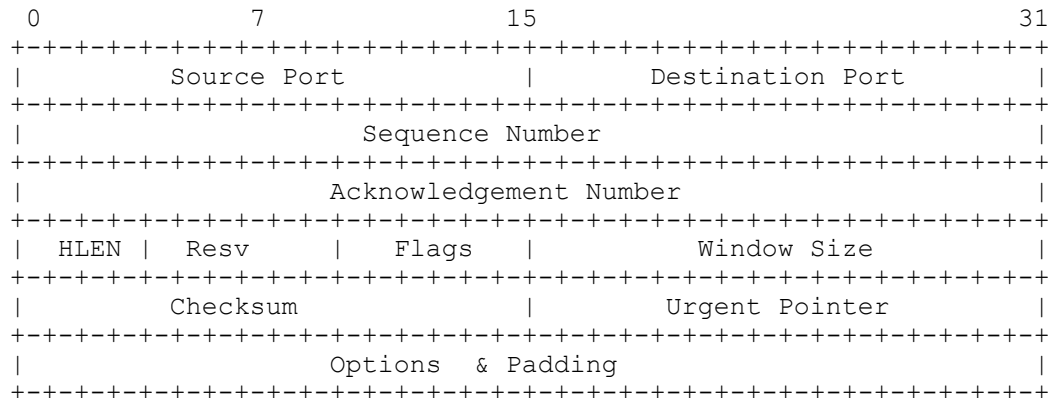 0 7 15 31
+-+-+-+-+-+-+-+-+-+-+-+-+-+-+-+-+-+-+-+-+-+-+-+-+-+-+-+-+-+-+-+-+
| Source Port | Destination Port |
+-+-+-+-+-+-+-+-+-+-+-+-+-+-+-+-+-+-+-+-+-+-+-+-+-+-+-+-+-+-+-+-+
| Sequence Number |
+-+-+-+-+-+-+-+-+-+-+-+-+-+-+-+-+-+-+-+-+-+-+-+-+-+-+-+-+-+-+-+-+
| Acknowledgement Number |
+-+-+-+-+-+-+-+-+-+-+-+-+-+-+-+-+-+-+-+-+-+-+-+-+-+-+-+-+-+-+-+-+
| HLEN | Resv | Flags | Window Size |
+-+-+-+-+-+-+-+-+-+-+-+-+-+-+-+-+-+-+-+-+-+-+-+-+-+-+-+-+-+-+-+-+
| Checksum | Urgent Pointer |
+-+-+-+-+-+-+-+-+-+-+-+-+-+-+-+-+-+-+-+-+-+-+-+-+-+-+-+-+-+-+-+-+
| Options & Padding |
+-+-+-+-+-+-+-+-+-+-+-+-+-+-+-+-+-+-+-+-+-+-+-+-+-+-+-+-+-+-+-+-+